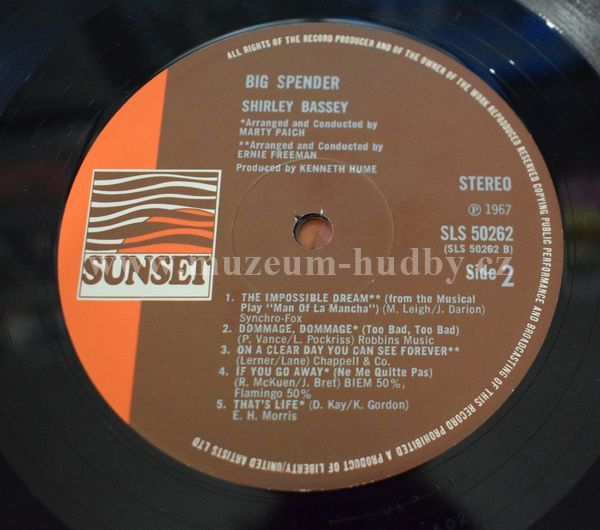 ALL RIGHTS OF THE RECORD PRODUCER AND OF THE OWNER OF THE WORK REPRODUCED RESERVED COPYING PUBLIC PERFORMANCE AND BROADCASTING OF THIS RECORD PROHIBITED A PRODUCT OF LIBERTY/UNITED ARTISTS LTD
BIG SPENDER
SHIRLEY BASSEY
*Arranged and Conducted by
MARTY PAICH
**Arranged and Conducted by
ERNIE FREEMAN
Produced by KENNETH HUME
STEREO
Ⓟ 1967
SLS 50262
(SLS 50262 B)
Side 2
SUNSET
www.muzeum-hudby.cz
1. THE IMPOSSIBLE DREAM** (from the Musical
Play "Man Of La Mancha") (M. Leigh/J. Darion)
Synchro-Fox
2. DOMMAGE, DOMMAGE* (Too Bad, Too Bad)
(P. Vance/L. Pockriss) Robbins Music
3. ON A CLEAR DAY YOU CAN SEE FOREVER**
(Lerner/Lane) Chappell & Co.
4. IF YOU GO AWAY* (Ne Me Quitte Pas)
(R. McKuen/J. Bret) BIEM 50%,
Flamingo 50%
5. THAT'S LIFE* (D. Kay/K. Gordon)
E. H. Morris